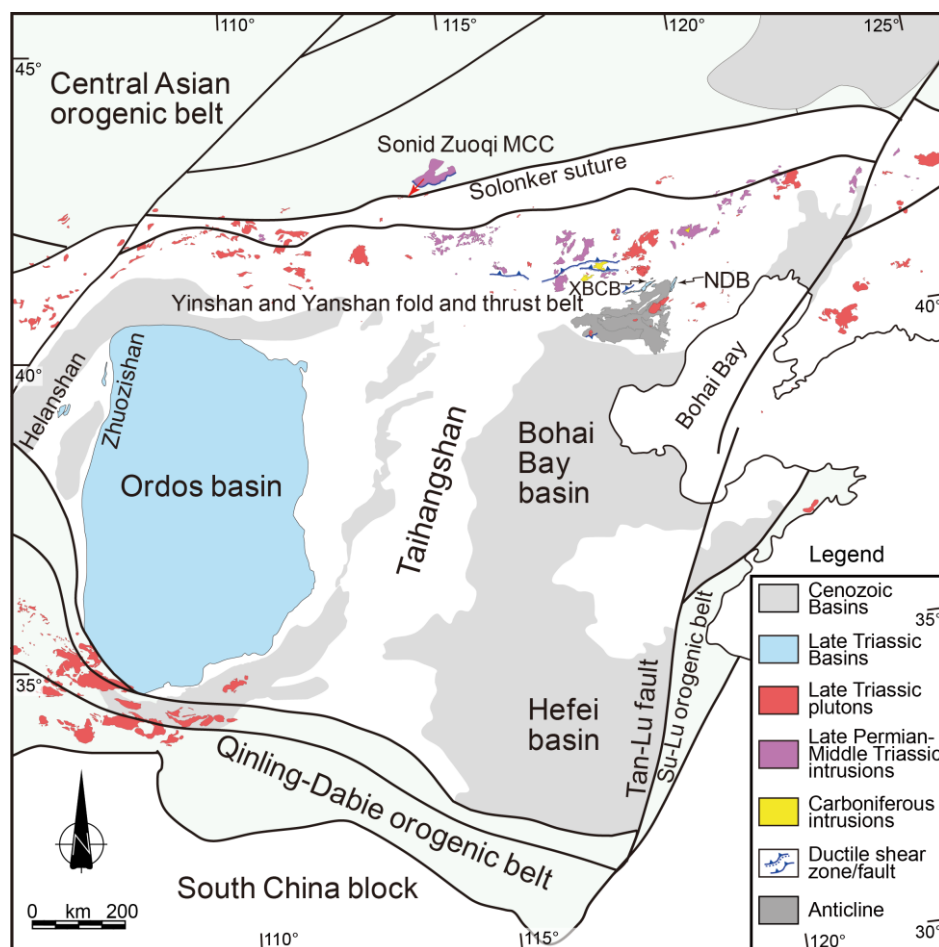 110°
115°
120°
125°
45°
Central Asian
orogenic belt
Sonid Zuoqi MCC
Solonker suture
XBCB
NDB
40°
Yinshan and Yanshan fold and thrust belt
40°
Helanshan
Zhuozishan
Bohai Bay
Ordos basin
Taihangshan
Bohai
Bay
basin
Legend
Cenozoic
Basins
35°
Late Triassic
Basins
Late Triassic
plutons
Late Permian-
Middle Triassic
intrusions
Carboniferous
intrusions
Ductile shear
zone/fault
Anticline
35°
Hefei
basin
Tan-Lu fault
Su-Lu orogenic belt
Qinling-Dabie orogenic belt
South China block
N
0 km 200
110°
115°
120°
30°